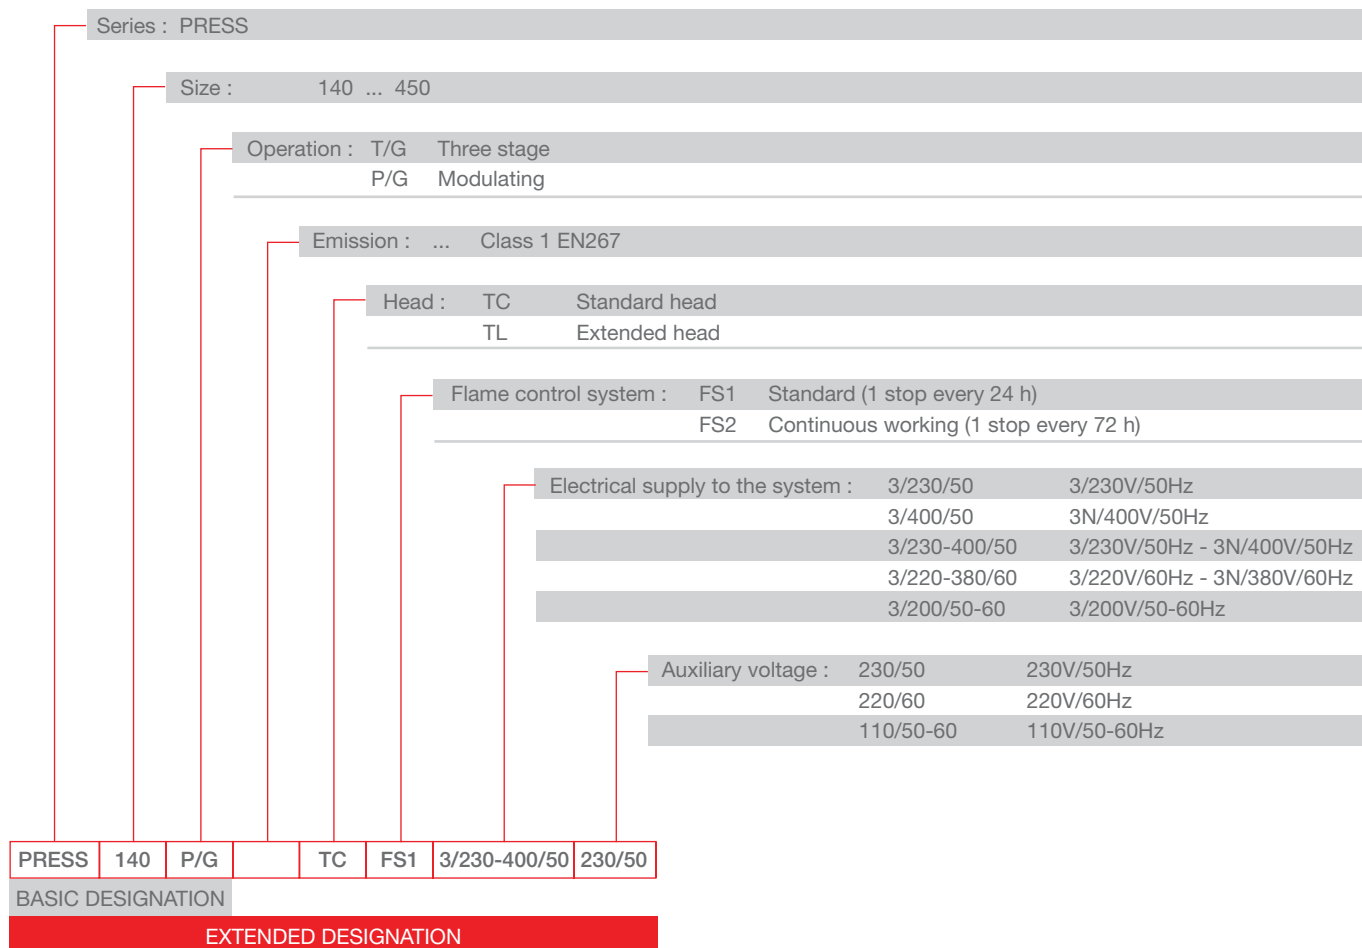 Series : PRESS
Size : 140 ... 450
Operation : T/G Three stage
P/G Modulating
Emission : ... Class 1 EN267
Head : TC Standard head
TL Extended head
Flame control system : FS1 Standard (1 stop every 24 h)
FS2 Continuous working (1 stop every 72 h)
Electrical supply to the system : 3/230/50 3/230V/50Hz
3/400/50 3N/400V/50Hz
3/230-400/50 3/230V/50Hz - 3N/400V/50Hz
3/220-380/60 3/220V/60Hz - 3N/380V/60Hz
3/200/50-60 3/200V/50-60Hz
Auxiliary voltage : 230/50 230V/50Hz
220/60 220V/60Hz
110/50-60 110V/50-60Hz
PRESS 140 P/G TC FS1 3/230-400/50 230/50
BASIC DESIGNATION
EXTENDED DESIGNATION